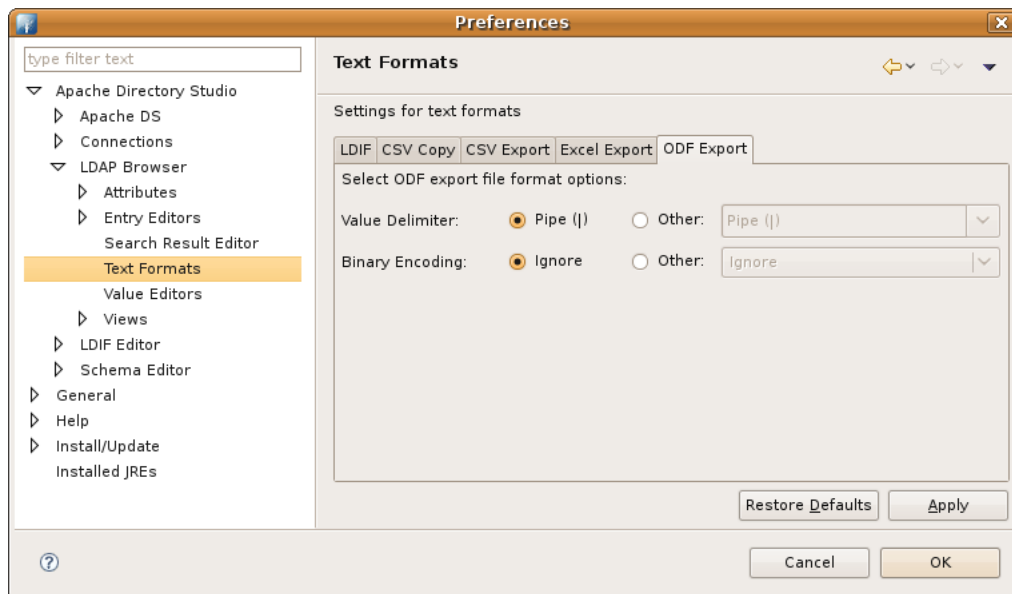 Preferences
type filter text
Apache Directory Studio
Apache DS
Connections
LDAP Browser
Attributes
Entry Editors
Search Result Editor
Text Formats
Value Editors
Views
LDIF Editor
Schema Editor
General
Help
Install/Update
Installed JREs
Text Formats
Settings for text formats
LDIF CSV Copy CSV Export Excel Export ODF Export
Select ODF export file format options:
Value Delimiter: Pipe (|) Other: Pipe (|)
Binary Encoding: Ignore Other: Ignore
Restore Defaults Apply
Cancel OK